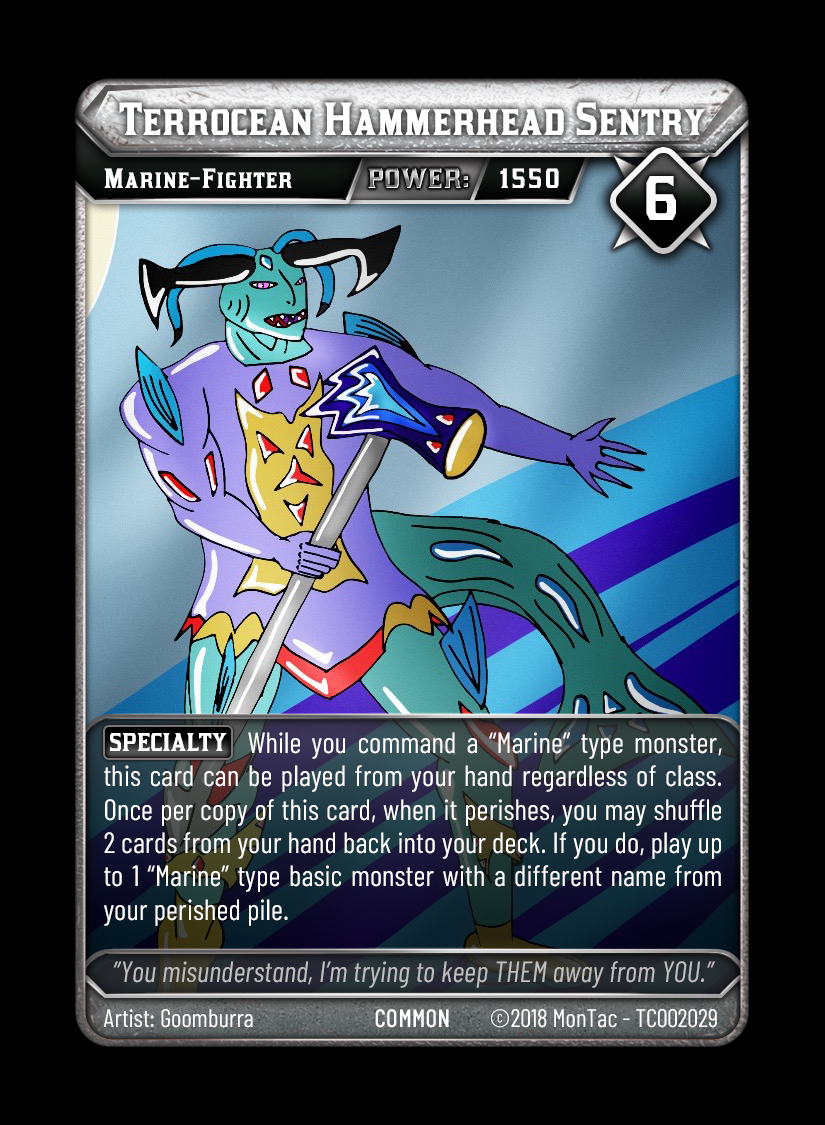 Terrocean Hammerhead Sentry
Marine-Fighter
POWER:
1550
6
SPECIALTY While you command a “Marine” type monster,
this card can be played from your hand regardless of class.
Once per copy of this card, when it perishes, you may shuffle
2 cards from your hand back into your deck. If you do, play up
to 1 “Marine” type basic monster with a different name from
your perished pile.
“You misunderstand, I’m trying to keep THEM away from YOU.”
Artist: Goomburra
COMMON
©2018 MonTac - TC002029